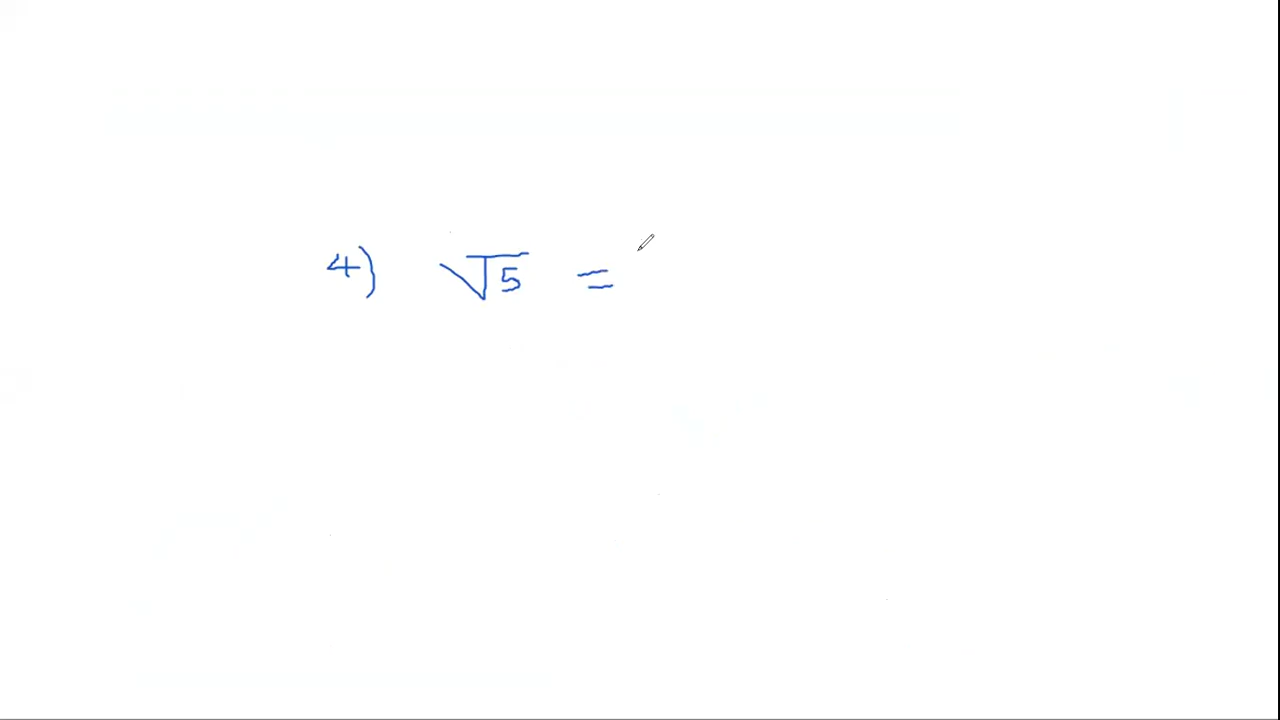 4) √5 =